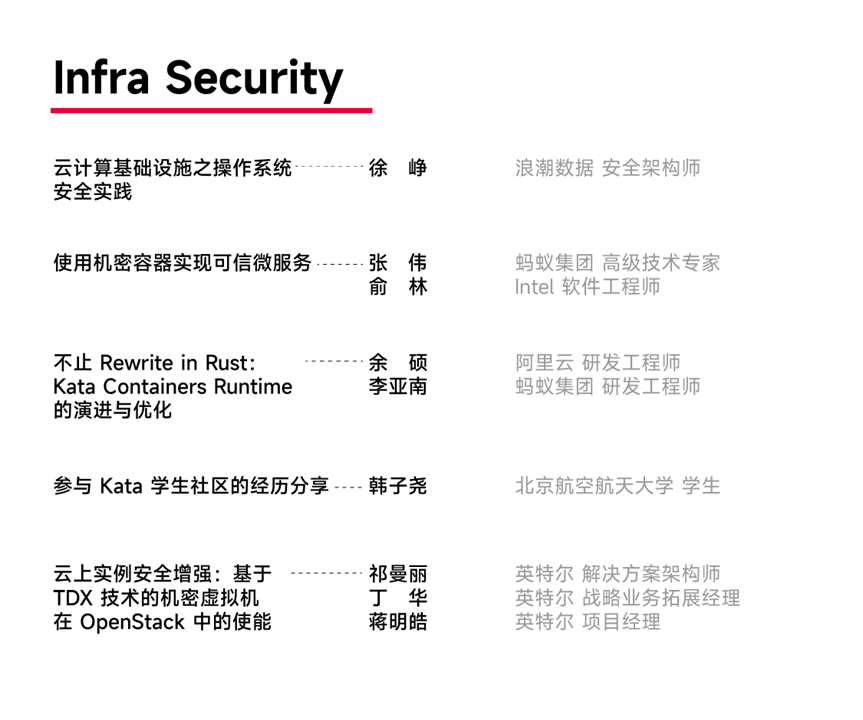 Infra Security
云计算基础设施之操作系统 徐 峥 浪潮数据 安全架构师
安全实践
使用机密容器实现可信微服务 张 伟 蚂蚁集团 高级技术专家
俞 林 Intel 软件工程师
不止 Rewrite in Rust: 余 硕 阿里云 研发工程师
Kata Containers Runtime 李亚南 蚂蚁集团 研发工程师
的演进与优化
参与 Kata 学生社区的经历分享 韩子尧 北京航空航天大学 学生
云上实例安全增强：基于 祁曼丽 英特尔 解决方案架构师
TDX 技术的机密虚拟机 丁 华 英特尔 战略业务拓展经理
在 OpenStack 中的使能 蒋明皓 英特尔 项目经理